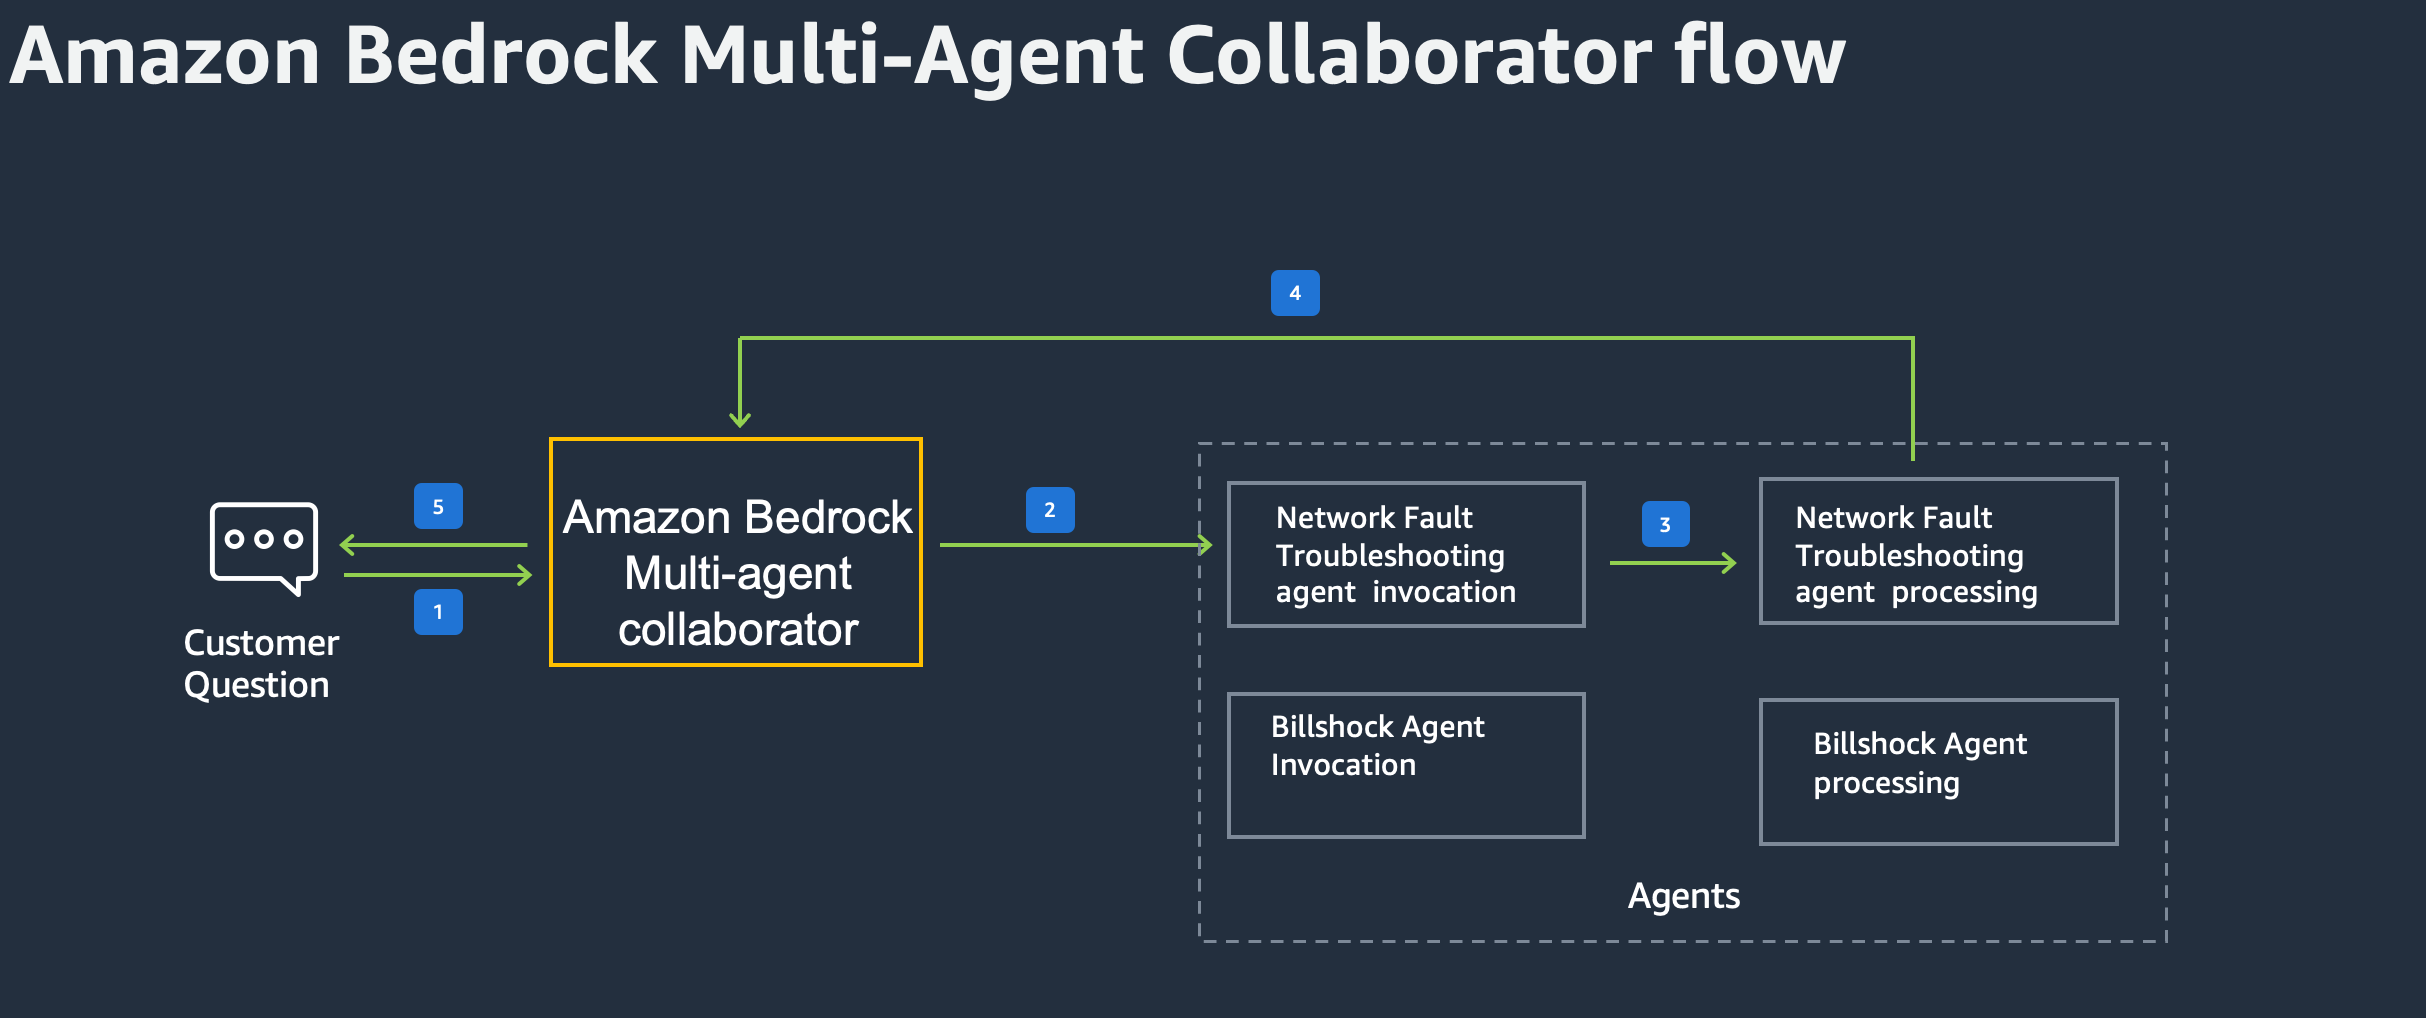 Amazon Bedrock Multi-Agent Collaborator flow
4
5
1
Customer
Question
Amazon Bedrock
Multi-agent
collaborator
2
Network Fault
Troubleshooting
agent invocation
3
Network Fault
Troubleshooting
agent processing
Billshock Agent
Invocation
Billshock Agent
processing
Agents